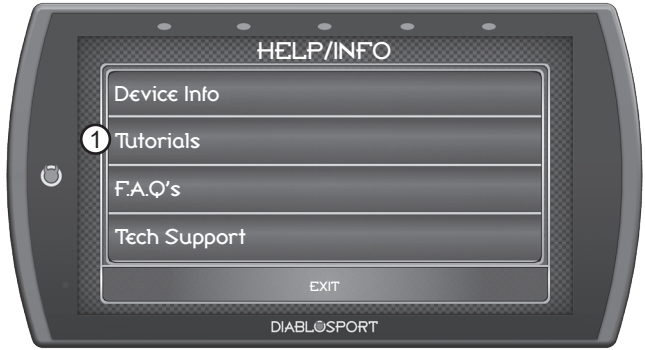 HELP/INFO
Device Info
1
Tutorials
F.A.Q's
Tech Support
EXIT
DIABLOSPORT